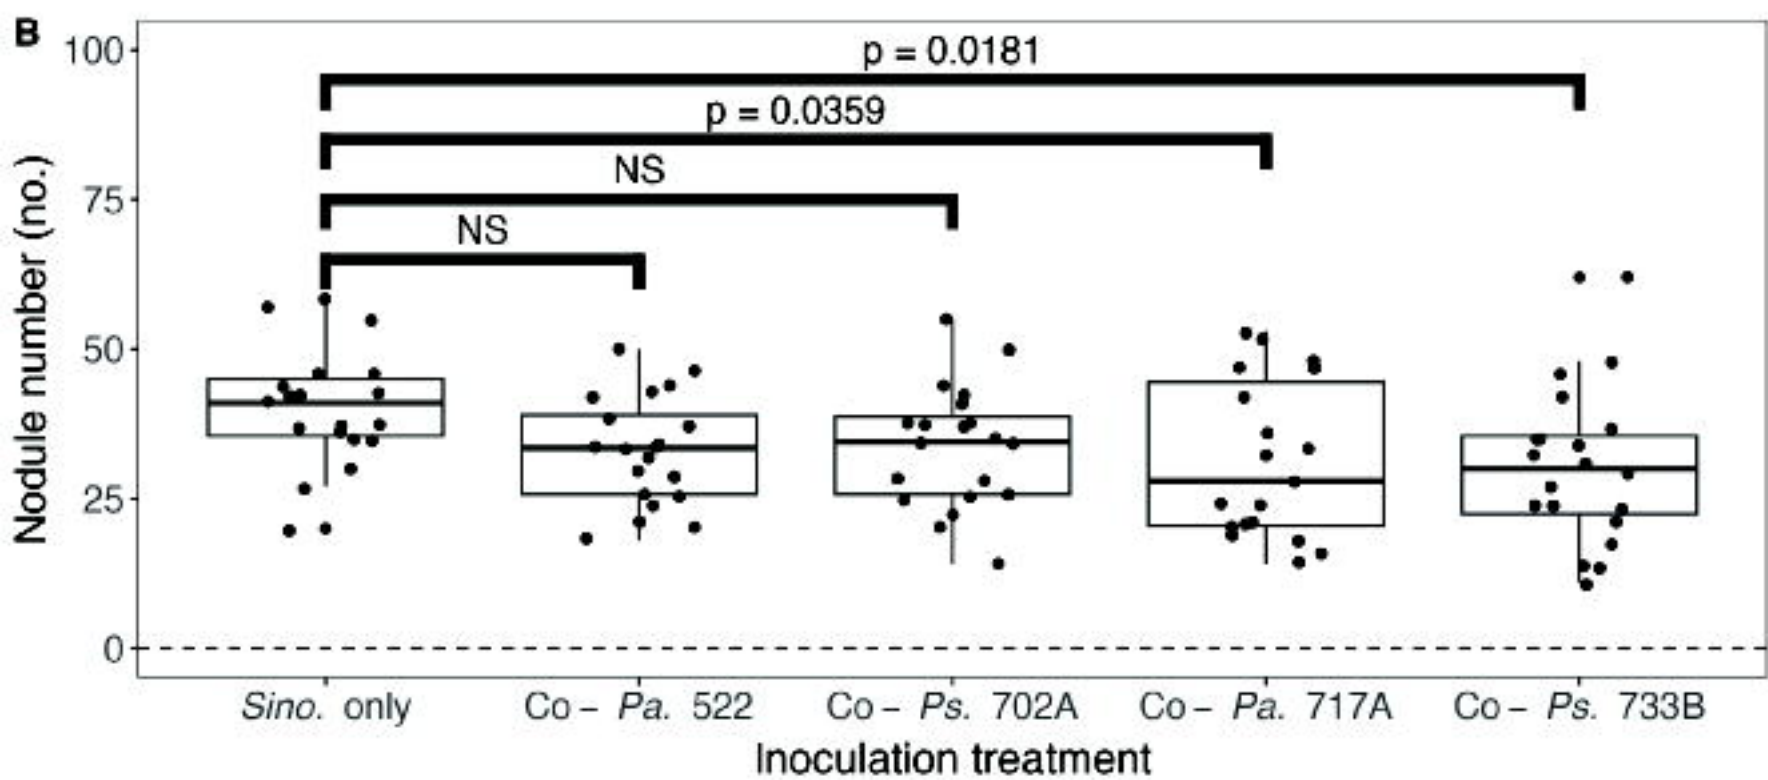 B
100
p = 0.0181
p = 0.0359
NS
75
NS
50
25
0
Nodule number (no.)
Sino. only
Co – Pa. 522
Co – Ps. 702A
Co – Pa. 717A
Co – Ps. 733B
Inoculation treatment